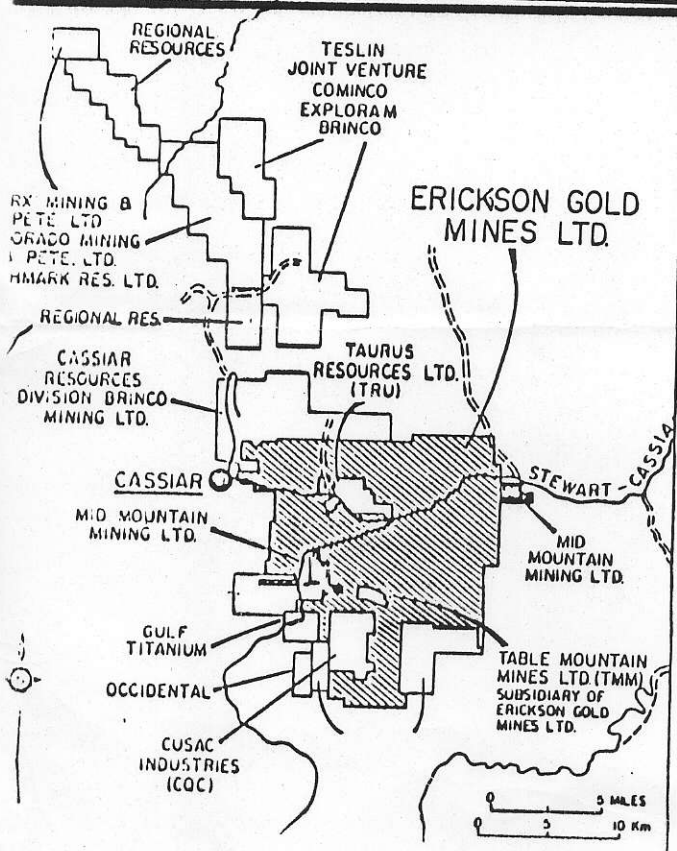 REGIONAL
RESOURCES
TESLIN
JOINT VENTURE
COMINCO
EXPLORAM
BRINCO
ERICKSON GOLD
MINES LTD.
RX MINING &
PETE LTD
ORADO MINING
PETE. LTD.
HMARK RES. LTD.
REGIONAL RES.
CASSIAR
RESOURCES
DIVISION BRINCO
MINING LTD.
TAURUS
RESOURCES LTD.
(TRU)
CASSIAR
STEWART-CASSIA
MID MOUNTAIN
MINING LTD.
MID
MOUNTAIN
MINING LTD.
GULF
TITANIUM
OCCIDENTAL
CUSAC
INDUSTRIES
(CQC)
TABLE MOUNTAIN
MINES LTD. (TMM)
SUBSIDIARY OF
ERICKSON GOLD
MINES LTD.
0 5 MILES
0 5 10 Km